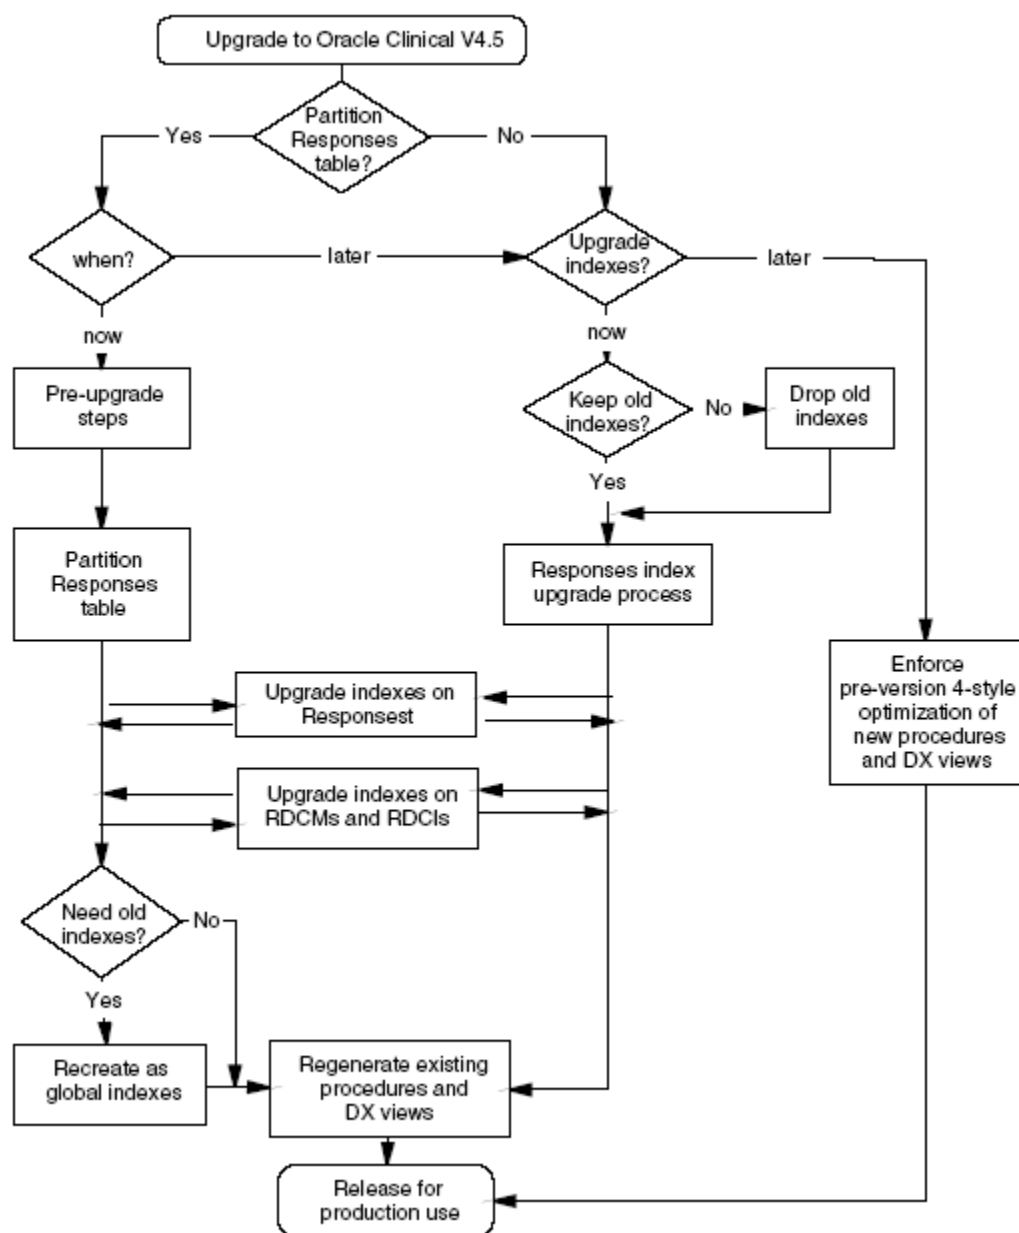 Upgrade to Oracle Clinical V4.5
Partition
Responses
table?
Yes
No
when?
later
Upgrade
indexes?
later
now
now
Pre-upgrade
steps
Keep old
indexes?
No
Drop old
indexes
Yes
Partition
Responses
table
Responses index
upgrade process
Enforce
pre-version 4-style
optimization of
new procedures
and DX views
Upgrade indexes on
Responsest
Upgrade indexes on
RDCMs and RDCIs
Need old
indexes?
No
Yes
Recreate as
global indexes
Regenerate existing
procedures and
DX views
Release for
production use